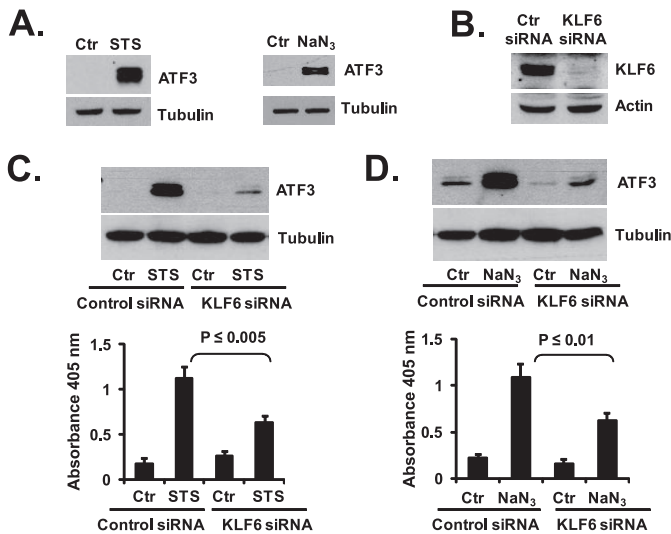 A.
Ctr STS
ATF3
Tubulin
Ctr NaN₃
ATF3
Tubulin
B.
Ctr siRNA
KLF6 siRNA
KLF6
Actin
C.
ATF3
Tubulin
Ctr STS Ctr STS
Control siRNA KLF6 siRNA
P ≤ 0.005
Absorbance 405 nm
1.5
1
0.5
0
Ctr STS Ctr STS
Control siRNA KLF6 siRNA
D.
ATF3
Tubulin
Ctr NaN₃ Ctr NaN₃
Control siRNA KLF6 siRNA
P ≤ 0.01
Absorbance 405 nm
1.5
1
0.5
0
Ctr NaN₃ Ctr NaN₃
Control siRNA KLF6 siRNA